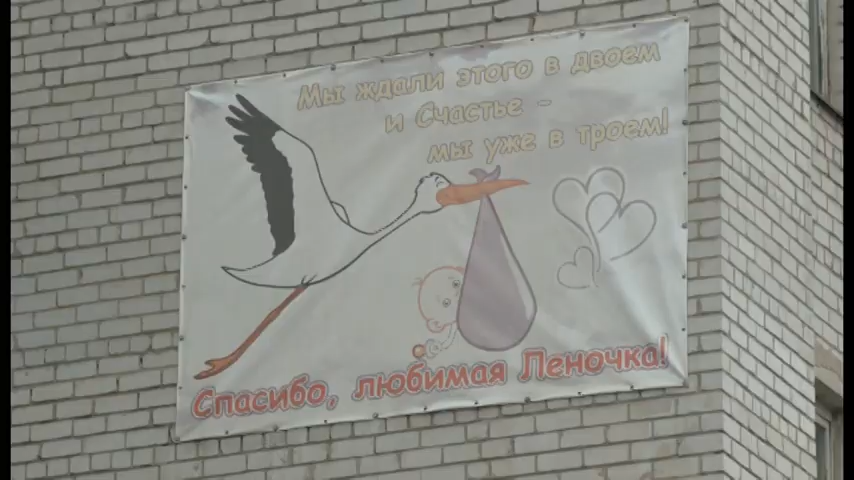 Мы ждали этого в двоем
и Счастье -
мы уже в троем!
Спасибо, любимая Леночка!